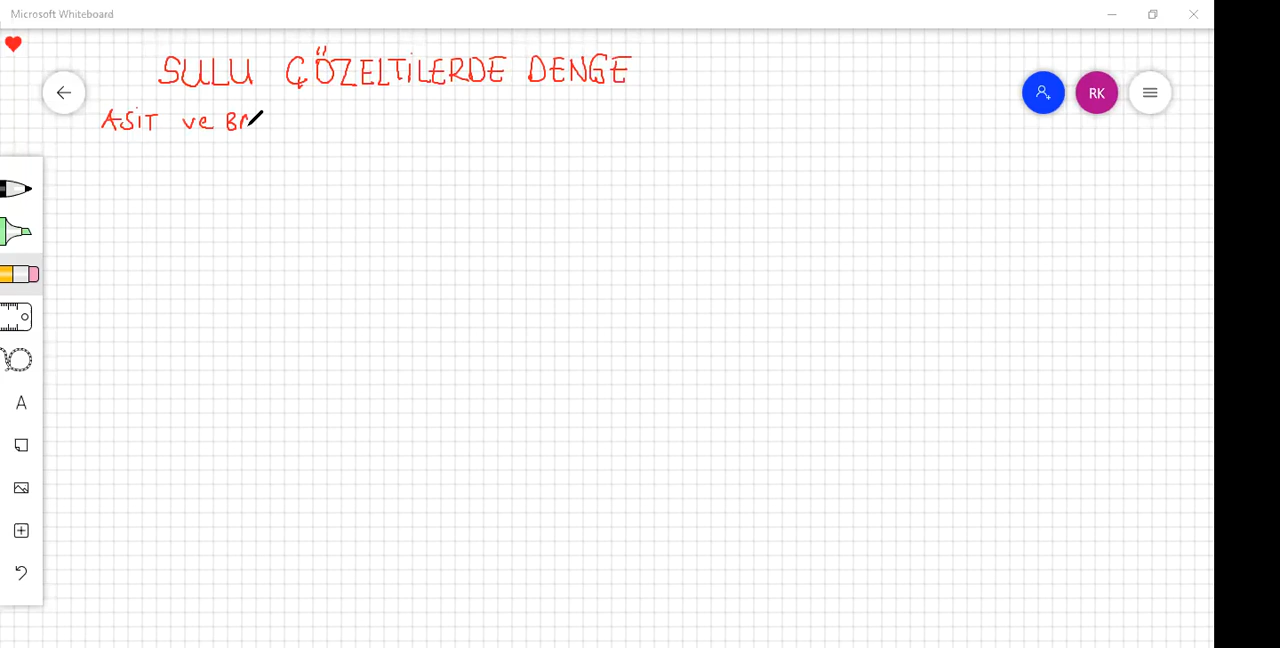 Microsoft Whiteboard
SULU ÇÖZELTİLERDE DENGE
RK
ASİT ve
A